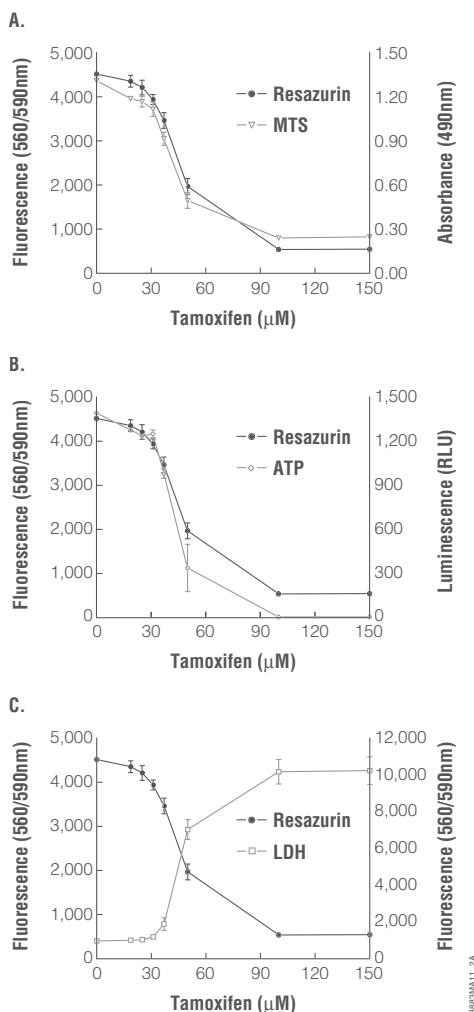 A.
Fluorescence (560/590nm)
5,000
4,000
3,000
2,000
1,000
0
Resazurin
MTS
1.50
1.20
0.90
0.60
0.30
0.00
Absorbance (490nm)
0 30 60 90 120 150
Tamoxifen (μM)
B.
Fluorescence (560/590nm)
5,000
4,000
3,000
2,000
1,000
0
Resazurin
ATP
1,500
1,200
900
600
300
0
Luminescence (RLU)
0 30 60 90 120 150
Tamoxifen (μM)
C.
Fluorescence (560/590nm)
5,000
4,000
3,000
2,000
1,000
0
Resazurin
LDH
12,000
10,000
8,000
6,000
4,000
2,000
0
Fluorescence (560/590nm)
0 30 60 90 120 150
Tamoxifen (μM)